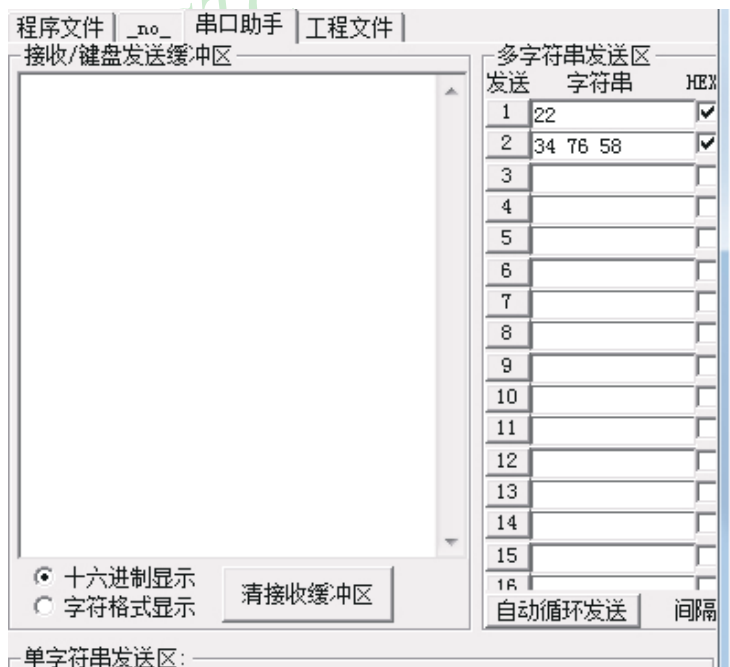 程序文件 _no_ 串口助手 工程文件
接收/键盘发送缓冲区
多字符串发送区
发送 字符串 HEX
1 22
2 34 76 58
3
4
5
6
7
8
9
10
11
12
13
14
15
16
十六进制显示
字符格式显示
清接收缓冲区
自动循环发送 间隔
单字符串发送区: